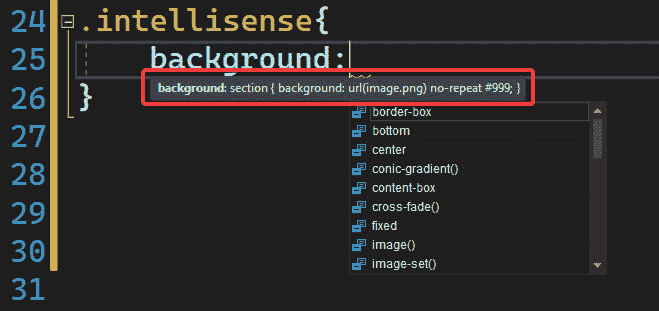 24 .intellisense{
25 background:
background: section { background: url(image.png) no-repeat #999; }
26 }
border-box
27 bottom
center
28 conic-gradient()
content-box
29 cross-fade()
fixed
30 image()
image-set()
31